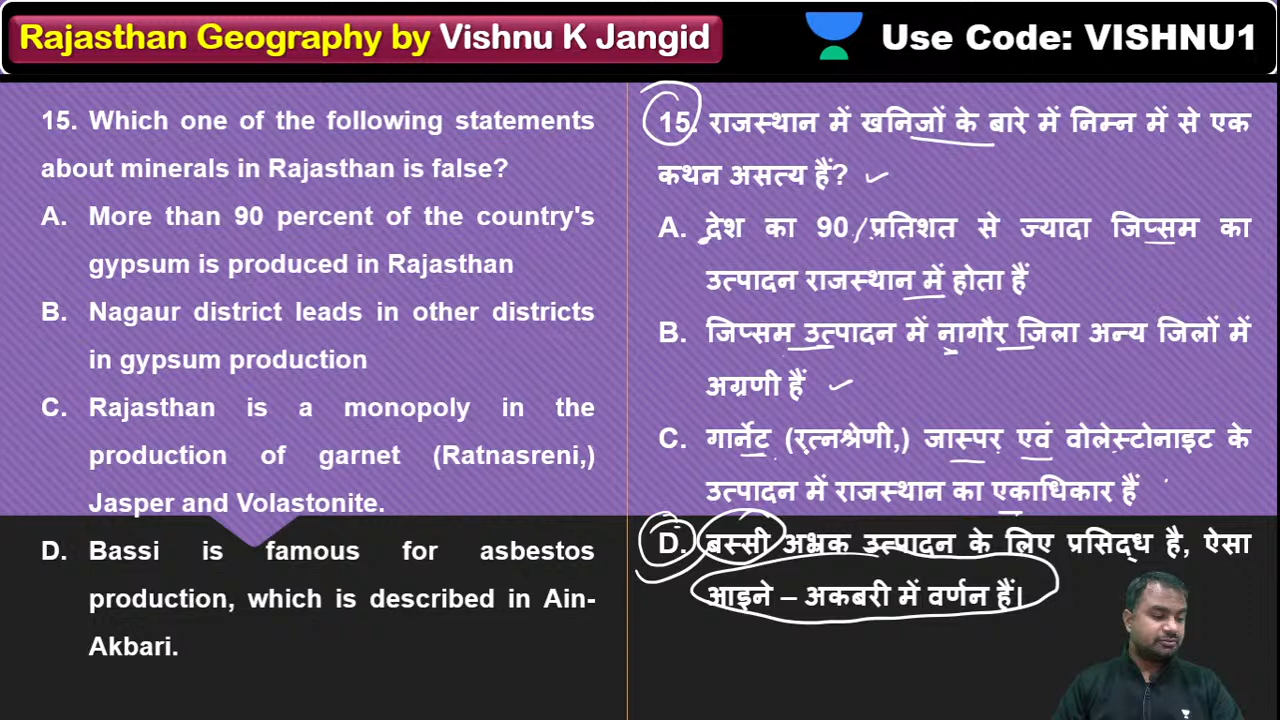 Rajasthan Geography by Vishnu K Jangid
Use Code: VISHNU1
15. Which one of the following statements
about minerals in Rajasthan is false?
A. More than 90 percent of the country's
gypsum is produced in Rajasthan
B. Nagaur district leads in other districts
in gypsum production
C. Rajasthan is a monopoly in the
production of garnet (Ratnasreni,)
Jasper and Volastonite.
D. Bassi is famous for asbestos
production, which is described in Ain-
Akbari.
15. राजस्थान में खनिजों के बारे में निम्न में से एक
कथन असत्य हैं?
A. देश का 90 प्रतिशत से ज्यादा जिप्सम का
उत्पादन राजस्थान में होता हैं
B. जिप्सम उत्पादन में नागौर जिला अन्य जिलों में
अग्रणी हैं
C. गार्नेट (रत्नश्रेणी,) जास्पर एवं वोलेस्टोनाइट के
उत्पादन में राजस्थान का एकाधिकार हैं
D. बस्सी अभ्रक उत्पादन के लिए प्रसिद्ध है, ऐसा
आइने – अकबरी में वर्णन हैं।